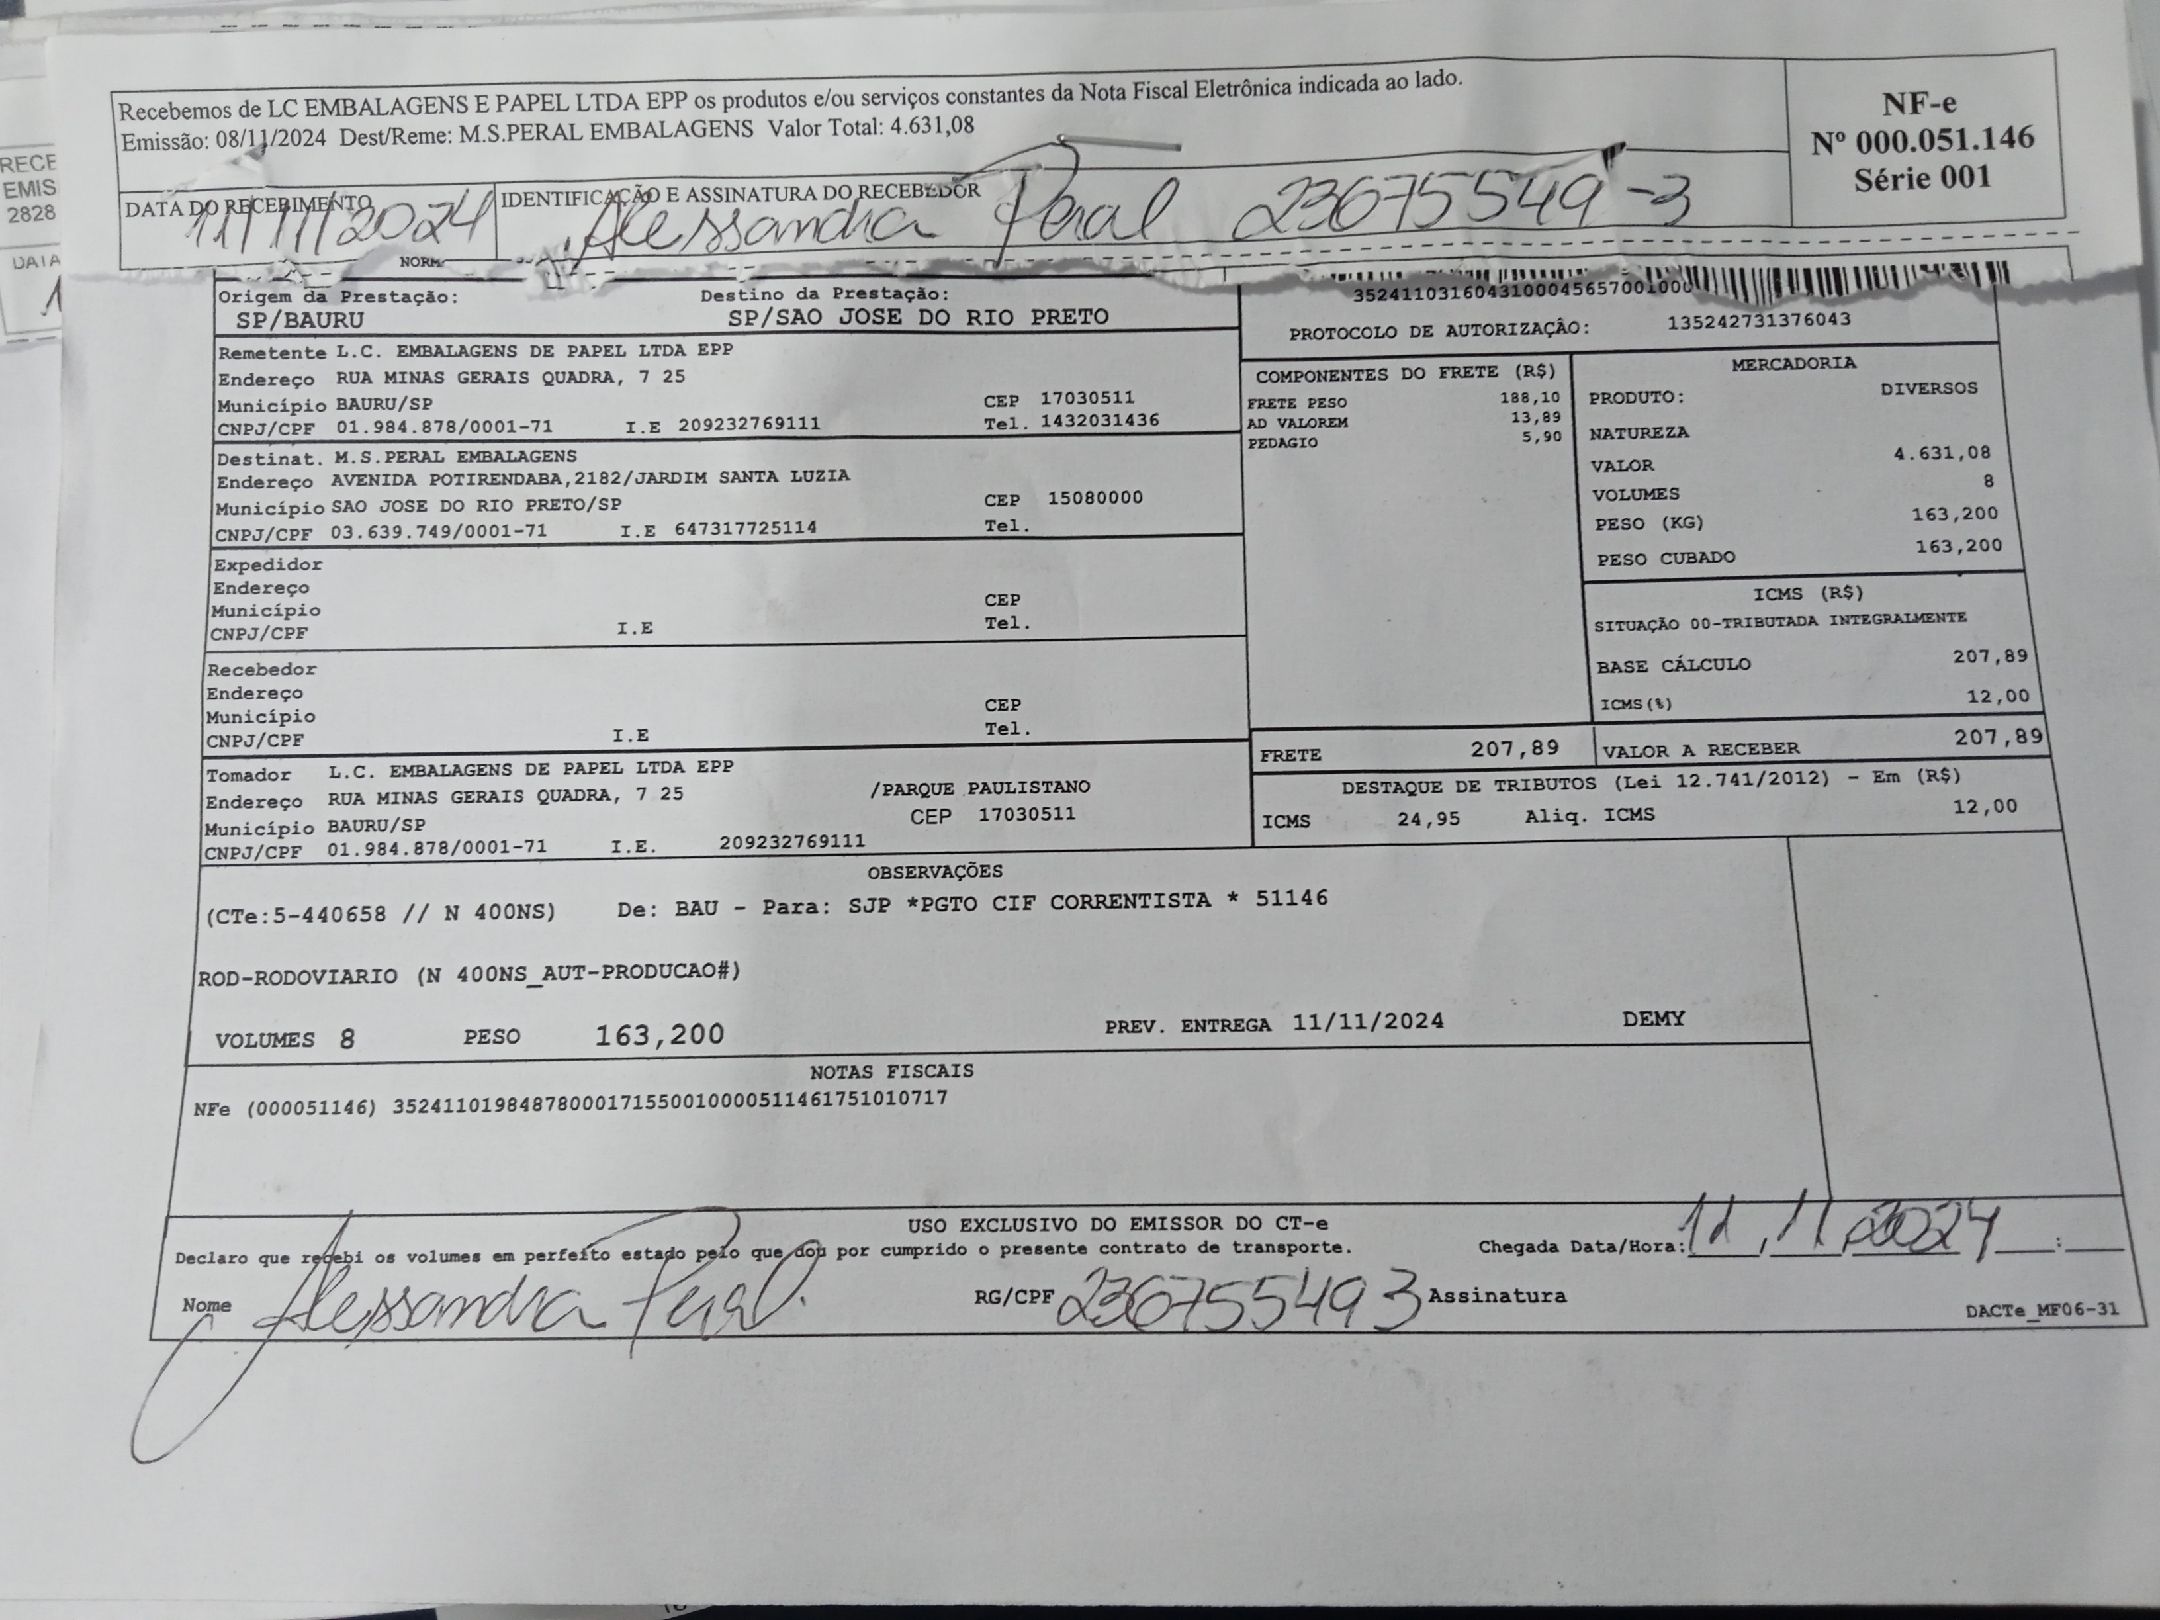 Recebemos de LC EMBALAGENS E PAPEL LTDA EPP os produtos e/ou serviços constantes da Nota Fiscal Eletrônica indicada ao lado.
Emissão: 08/11/2024 Dest/Reme: M.S.PERAL EMBALAGENS Valor Total: 4.631,08
NF-e
Nº 000.051.146
Série 001
DATA DO RECEBIMENTO
11/11/2024
IDENTIFICAÇÃO E ASSINATURA DO RECEBEDOR
Alessandra Peral 23675549-3
RECE
EMIS
2828
DATA
Origem da Prestação:
SP/BAURU
Destino da Prestação:
SP/SAO JOSE DO RIO PRETO
PROTOCOLO DE AUTORIZAÇÃO: 135242731376043
Remetente L.C. EMBALAGENS DE PAPEL LTDA EPP
Endereço RUA MINAS GERAIS QUADRA, 7 25
Município BAURU/SP CEP 17030511
CNPJ/CPF 01.984.878/0001-71 I.E 209232769111 Tel. 1432031436
Destinat. M.S.PERAL EMBALAGENS
Endereço AVENIDA POTIRENDABA,2182/JARDIM SANTA LUZIA
Município SAO JOSE DO RIO PRETO/SP CEP 15080000
CNPJ/CPF 03.639.749/0001-71 I.E 647317725114 Tel.
Expedidor
Endereço
Município CEP
CNPJ/CPF I.E Tel.
Recebedor
Endereço
Município CEP
CNPJ/CPF I.E Tel.
Tomador L.C. EMBALAGENS DE PAPEL LTDA EPP
Endereço RUA MINAS GERAIS QUADRA, 7 25 /PARQUE PAULISTANO
Município BAURU/SP CEP 17030511
CNPJ/CPF 01.984.878/0001-71 I.E. 209232769111
COMPONENTES DO FRETE (R$)
FRETE PESO 188,10
AD VALOREM 13,89
PEDAGIO 5,90
MERCADORIA
PRODUTO: DIVERSOS
NATUREZA
VALOR 4.631,08
VOLUMES 8
PESO (KG) 163,200
PESO CUBADO 163,200
ICMS (R$)
SITUAÇÃO 00-TRIBUTADA INTEGRALMENTE
BASE CÁLCULO 207,89
ICMS(%) 12,00
FRETE 207,89 VALOR A RECEBER 207,89
DESTAQUE DE TRIBUTOS (Lei 12.741/2012) - Em (R$)
ICMS 24,95 Aliq. ICMS 12,00
OBSERVAÇÕES
(CTe:5-440658 // N 400NS) De: BAU - Para: SJP *PGTO CIF CORRENTISTA * 51146
ROD-RODOVIARIO (N 400NS_AUT-PRODUCAO#)
VOLUMES 8 PESO 163,200 PREV. ENTREGA 11/11/2024 DEMY
NOTAS FISCAIS
NFe (000051146) 35241101984878000171550010000511461751010717
USO EXCLUSIVO DO EMISSOR DO CT-e
Declaro que recebi os volumes em perfeito estado pelo que dou por cumprido o presente contrato de transporte. Chegada Data/Hora: 11,11,2024 :
Nome Alessandra Peral. RG/CPF 236755493 Assinatura
DACTe_MF06-31